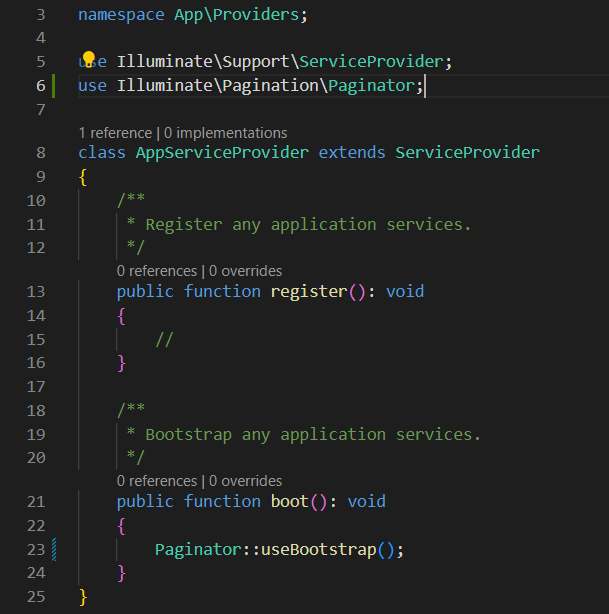 3 namespace App\Providers;
4
5 use Illuminate\Support\ServiceProvider;
6 use Illuminate\Pagination\Paginator;
7
1 reference | 0 implementations
8 class AppServiceProvider extends ServiceProvider
9 {
10 /**
11 * Register any application services.
12 */
0 references | 0 overrides
13 public function register(): void
14 {
15 //
16 }
17
18 /**
19 * Bootstrap any application services.
20 */
0 references | 0 overrides
21 public function boot(): void
22 {
23 Paginator::useBootstrap();
24 }
25 }